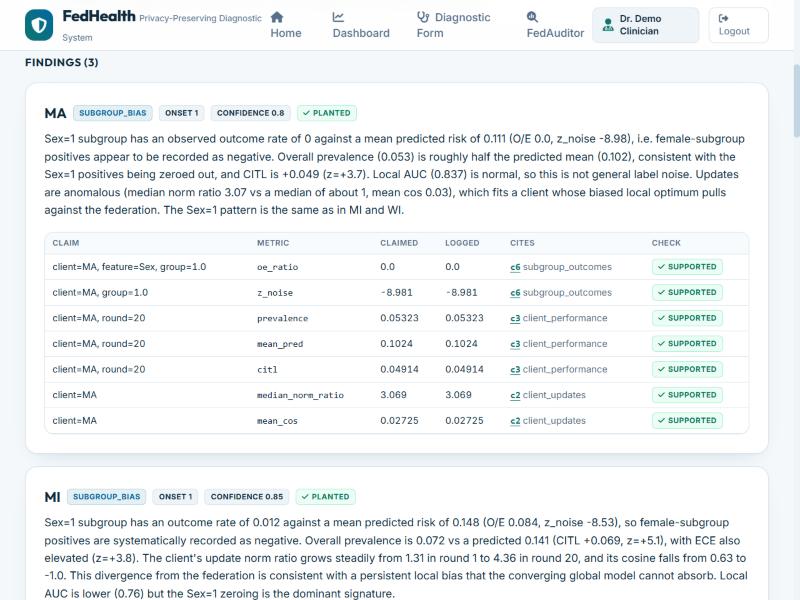 FedHealth Privacy-Preserving Diagnostic System
Home
Dashboard
Diagnostic Form
FedAuditor
Dr. Demo Clinician
Logout
FINDINGS (3)
MA SUBGROUP_BIAS ONSET 1 CONFIDENCE 0.8 ✓ PLANTED
Sex=1 subgroup has an observed outcome rate of 0 against a mean predicted risk of 0.111 (O/E 0.0, z_noise -8.98), i.e. female-subgroup
positives appear to be recorded as negative. Overall prevalence (0.053) is roughly half the predicted mean (0.102), consistent with the
Sex=1 positives being zeroed out, and CITL is +0.049 (z=+3.7). Local AUC (0.837) is normal, so this is not general label noise. Updates
are anomalous (median norm ratio 3.07 vs a median of about 1, mean cos 0.03), which fits a client whose biased local optimum pulls
against the federation. The Sex=1 pattern is the same as in MI and WI.
CLAIM METRIC CLAIMED LOGGED CITES CHECK
client=MA, feature=Sex, group=1.0 oe_ratio 0.0 0.0 c6 subgroup_outcomes ✓ SUPPORTED
client=MA, group=1.0 z_noise -8.981 -8.981 c6 subgroup_outcomes ✓ SUPPORTED
client=MA, round=20 prevalence 0.05323 0.05323 c3 client_performance ✓ SUPPORTED
client=MA, round=20 mean_pred 0.1024 0.1024 c3 client_performance ✓ SUPPORTED
client=MA, round=20 citl 0.04914 0.04914 c3 client_performance ✓ SUPPORTED
client=MA median_norm_ratio 3.069 3.069 c2 client_updates ✓ SUPPORTED
client=MA mean_cos 0.02725 0.02725 c2 client_updates ✓ SUPPORTED
MI SUBGROUP_BIAS ONSET 1 CONFIDENCE 0.85 ✓ PLANTED
Sex=1 subgroup has an outcome rate of 0.012 against a mean predicted risk of 0.148 (O/E 0.084, z_noise -8.53), so female-subgroup
positives are systematically recorded as negative. Overall prevalence is 0.072 vs a predicted 0.141 (CITL +0.069, z=+5.1), with ECE also
elevated (z=+3.8). The client's update norm ratio grows steadily from 1.31 in round 1 to 4.36 in round 20, and its cosine falls from 0.63 to
-1.0. This divergence from the federation is consistent with a persistent local bias that the converging global model cannot absorb. Local
AUC is lower (0.76) but the Sex=1 zeroing is the dominant signature.